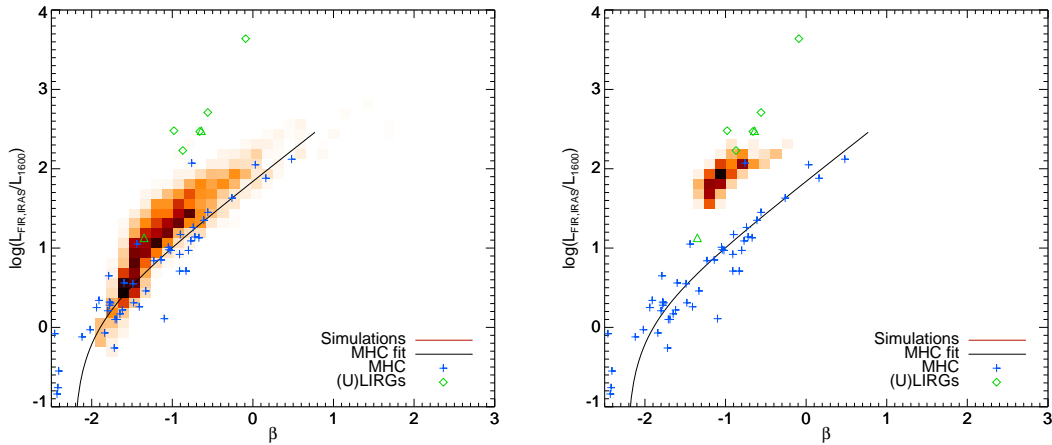 4
3
2
1
0
-1
log(L_FIR,IRAS/L_1600)
Simulations
MHC fit
MHC
(U)LIRGs
-2 -1 0 1 2 3
β
4
3
2
1
0
-1
log(L_FIR,IRAS/L_1600)
Simulations
MHC fit
MHC
(U)LIRGs
-2 -1 0 1 2 3
β